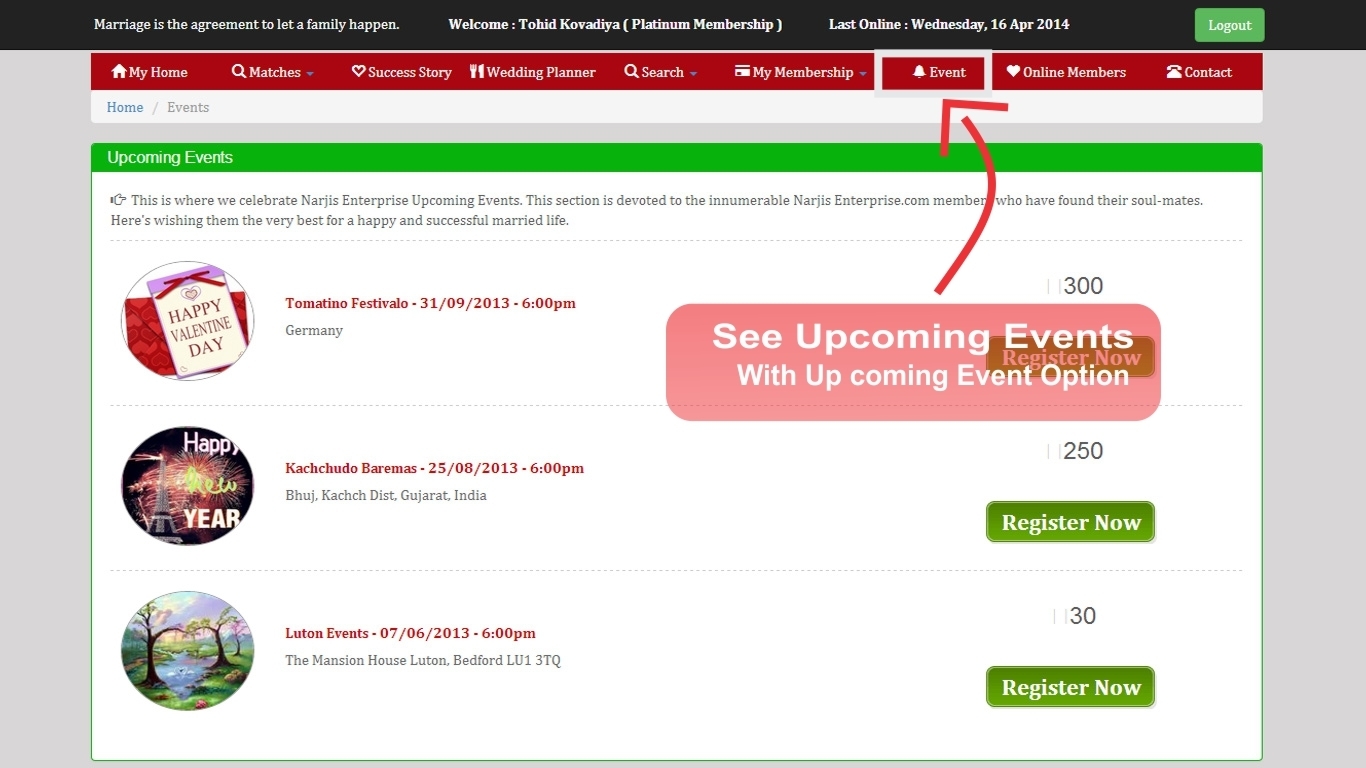 Marriage is the agreement to let a family happen. Welcome : Tohid Kovadiya ( Platinum Membership ) Last Online : Wednesday, 16 Apr 2014 Logout
My Home Matches Success Story Wedding Planner Search My Membership Event Online Members Contact
Home / Events
Upcoming Events
This is where we celebrate Narjis Enterprise Upcoming Events. This section is devoted to the innumerable Narjis Enterprise.com members who have found their soul-mates.
Here's wishing them the very best for a happy and successful married life.
HAPPY
VALENTINE
DAY
Tomatino Festivalo - 31/09/2013 - 6:00pm
Germany
300
Register Now
See Upcoming Events
With Up coming Event Option
Happy
New
YEAR
Kachchudo Baremas - 25/08/2013 - 6:00pm
Bhuj, Kachch Dist, Gujarat, India
250
Register Now
Luton Events - 07/06/2013 - 6:00pm
The Mansion House Luton, Bedford LU1 3TQ
30
Register Now